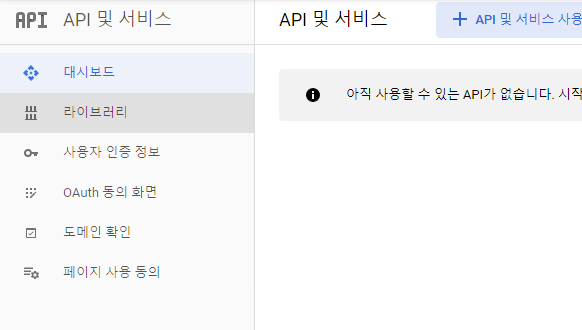 API API 및 서비스
API 및 서비스
API 및 서비스 사용
대시보드
라이브러리
아직 사용할 수 있는 API가 없습니다. 시작
사용자 인증 정보
OAuth 동의 화면
도메인 확인
페이지 사용 동의